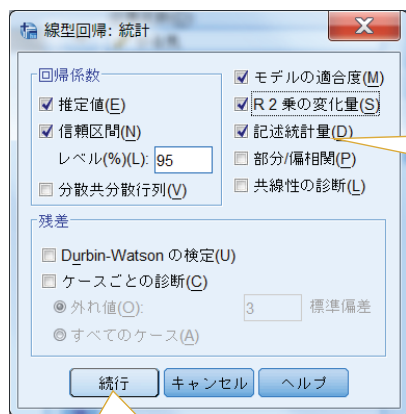 線型回帰: 統計
回帰係数
推定値(E)
信頼区間(N)
レベル(%)(L): 95
分散共分散行列(V)
モデルの適合度(M)
R 2 乗の変化量(S)
記述統計量(D)
部分/偏相関(P)
共線性の診断(L)
残差
Durbin-Watson の検定(U)
ケースごとの診断(C)
外れ値(O): 3 標準偏差
すべてのケース(A)
続行 キャンセル ヘルプ